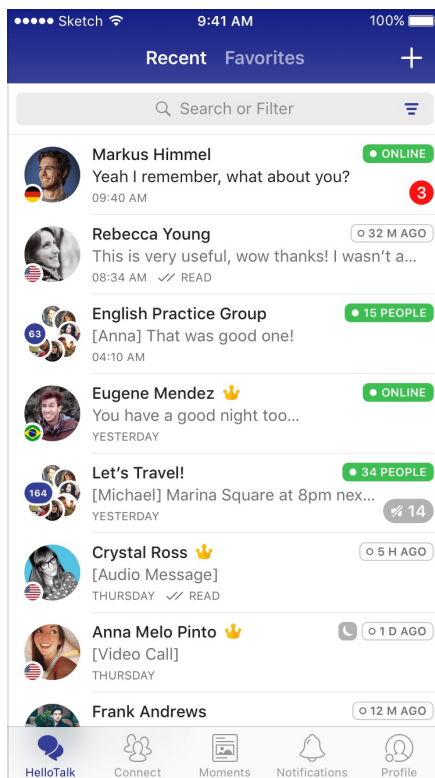 Sketch 9:41 AM 100%
Recent Favorites
Search or Filter
Markus Himmel ONLINE
Yeah I remember, what about you?
09:40 AM 3
Rebecca Young 32 M AGO
This is very useful, wow thanks! I wasn't a...
08:34 AM READ
English Practice Group 15 PEOPLE
63 [Anna] That was good one!
04:10 AM
Eugene Mendez ONLINE
You have a good night too...
YESTERDAY
Let's Travel! 34 PEOPLE
164 [Michael] Marina Square at 8pm nex...
YESTERDAY 14
Crystal Ross 5 H AGO
[Audio Message]
THURSDAY READ
Anna Melo Pinto 1 D AGO
[Video Call]
THURSDAY
Frank Andrews 12 M AGO
HelloTalk Connect Moments Notifications Profile